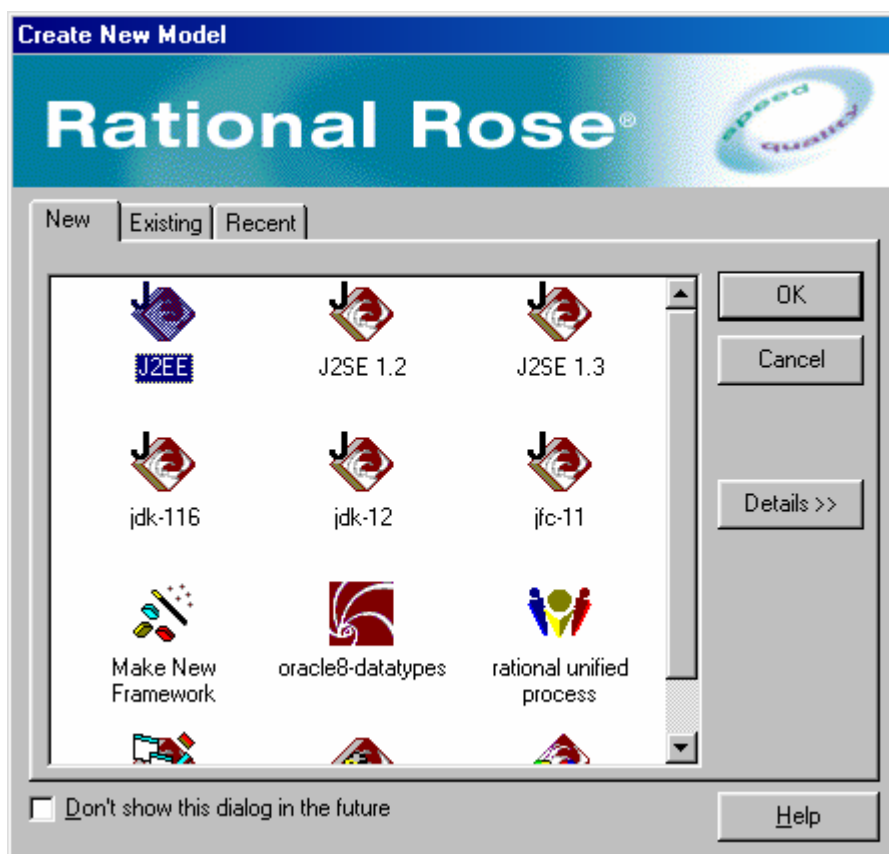 Create New Model
Rational Rose®
speed
quality
New
Existing
Recent
J2EE
J2SE 1.2
J2SE 1.3
jdk-116
jdk-12
jfc-11
Make New
Framework
oracle8-datatypes
rational unified
process
OK
Cancel
Details >>
Don't show this dialog in the future
Help